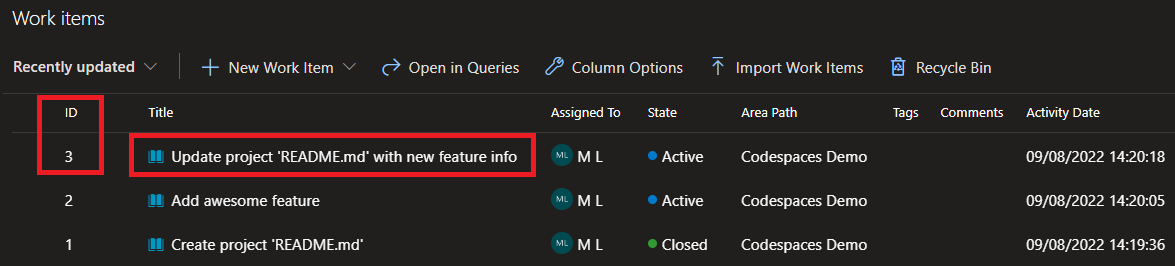 Work items
Recently updated New Work Item Open in Queries Column Options Import Work Items Recycle Bin
ID Title Assigned To State Area Path Tags Comments Activity Date
3 Update project 'README.md' with new feature info ML M L Active Codespaces Demo 09/08/2022 14:20:18
2 Add awesome feature ML M L Active Codespaces Demo 09/08/2022 14:20:05
1 Create project 'README.md' ML M L Closed Codespaces Demo 09/08/2022 14:19:36